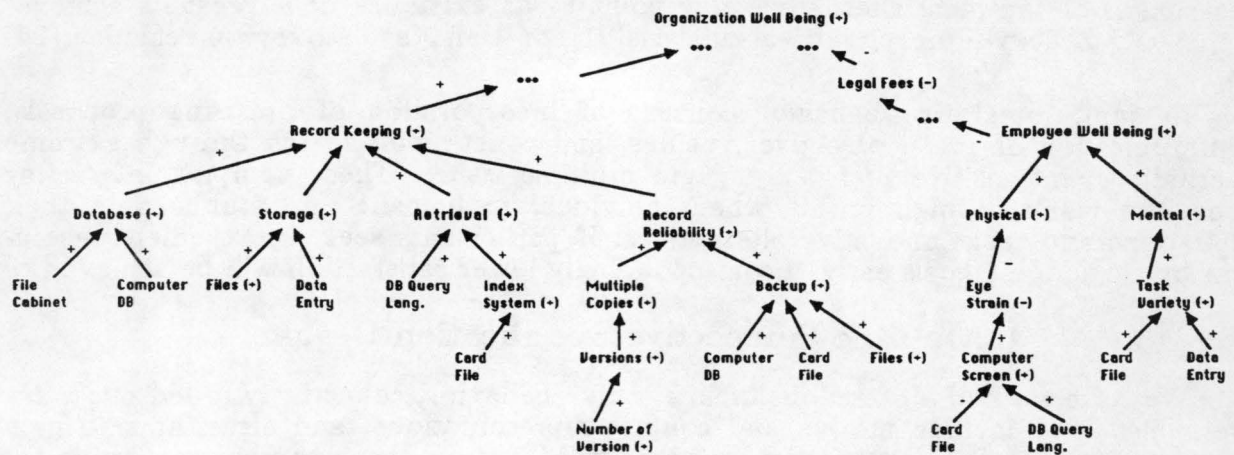 Organization Well Being (+)
••• •••
-
+
•••
Legal Fees (-)
•••
Record Keeping (+)
-
Employee Well Being (+)
+
+
+
+
Database (+) Storage (+) Retrieval (+) Record Reliability (+) Physical (+) Mental (+)
+ + + + + + + - +
File Cabinet
Computer DB
Files (+)
Data Entry
DB Query Lang.
Index System (+)
Multiple Copies (+)
Backup (+)
Eye Strain (-)
Task Variety (+)
+ + + + + + +
Card File
Versions (+)
Computer DB
Card File
Files (+)
Computer Screen (+)
Card File
Data Entry
+
Number of Version (+)
Card File
DB Query Lang.